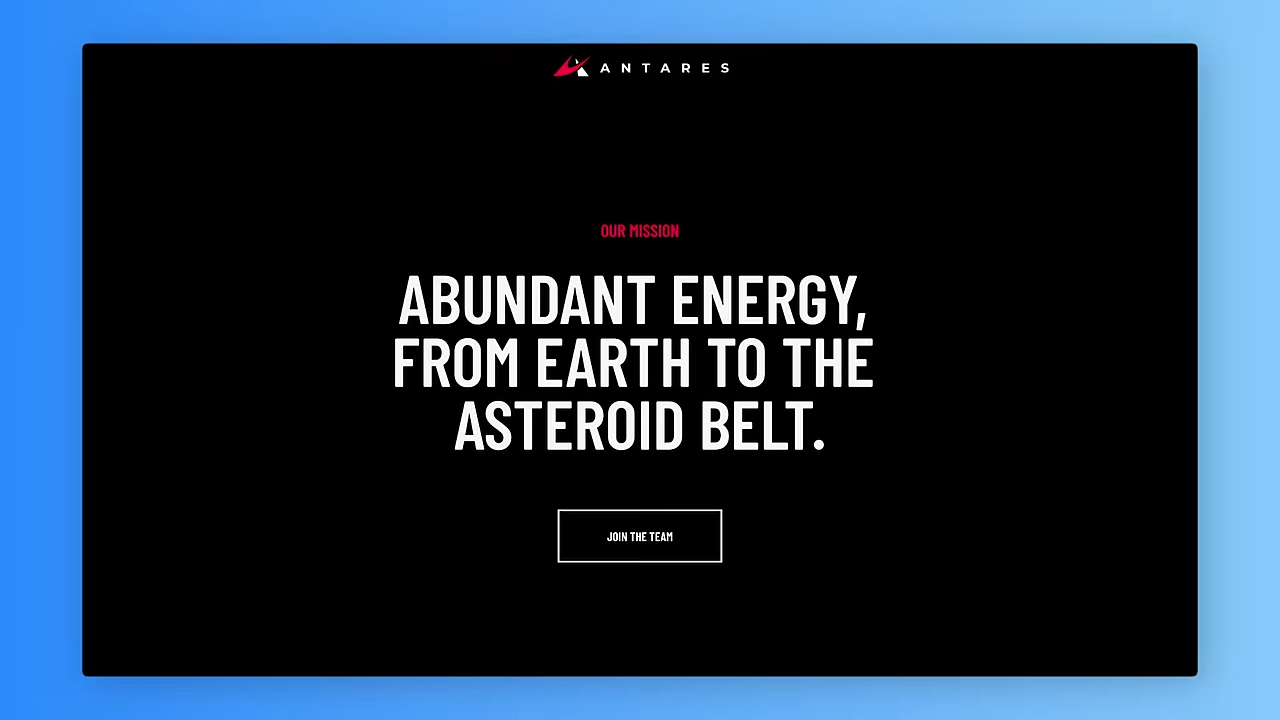 ANTARES
OUR MISSION
ABUNDANT ENERGY,
FROM EARTH TO THE
ASTEROID BELT.
JOIN THE TEAM